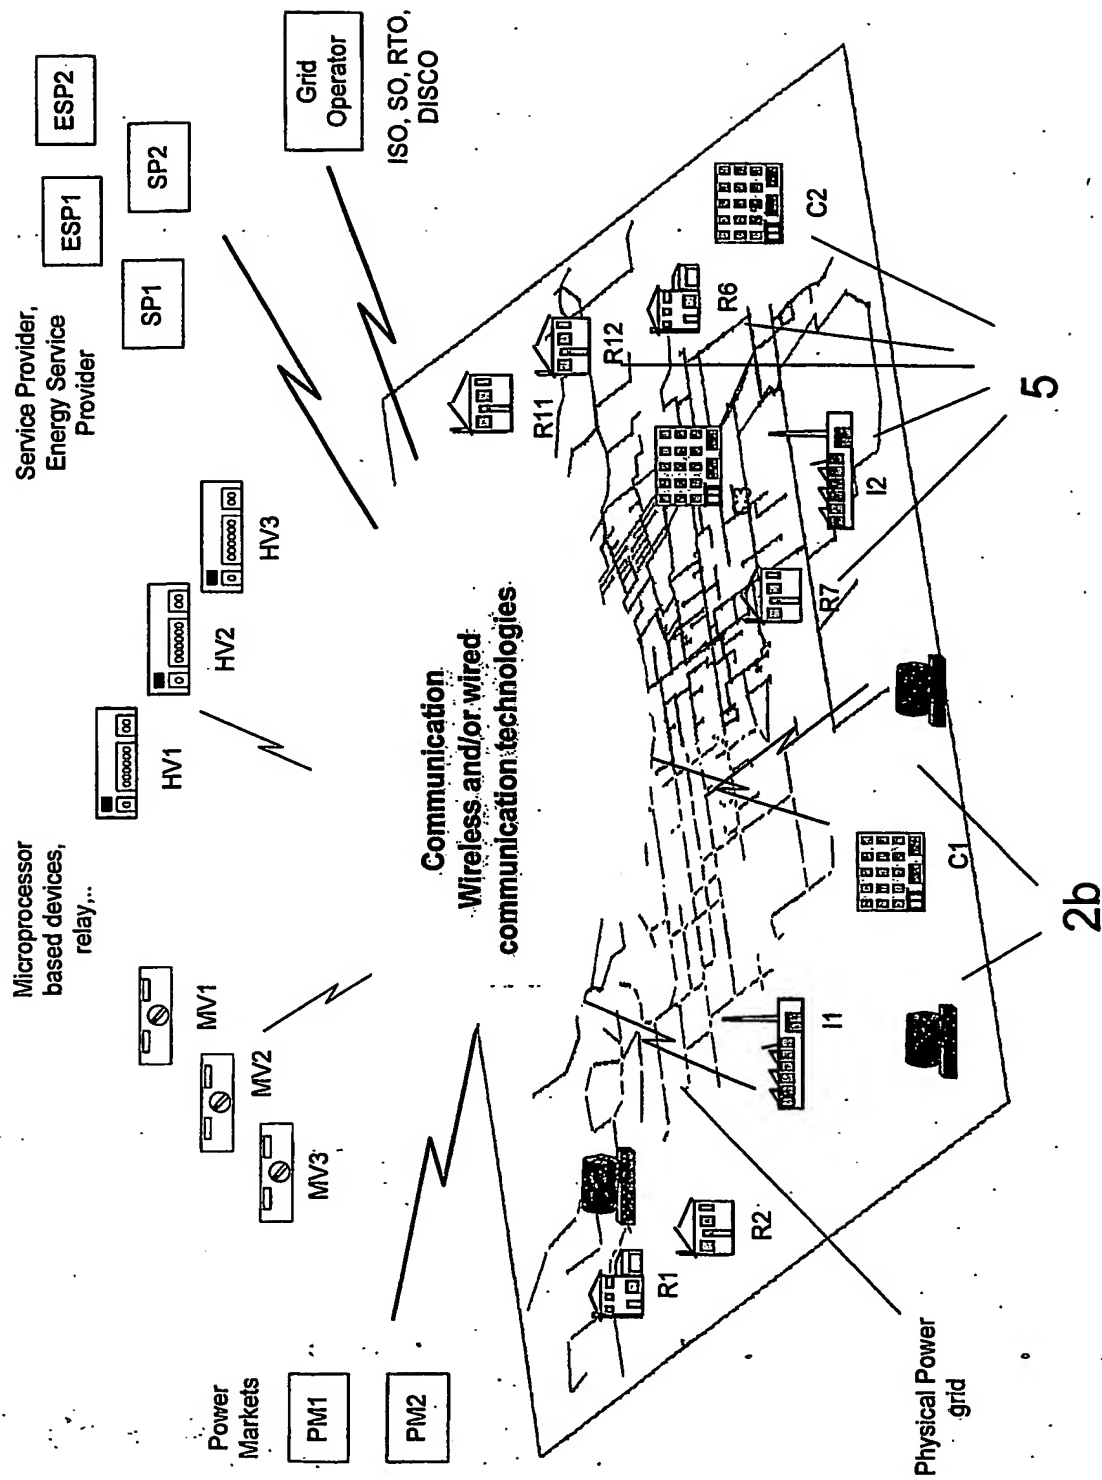 Power
Markets
PM1
PM2
Microprocessor
based devices,
relay,..
MV1
MV2
MV3
HV1
HV2
HV3
Service Provider,
Energy Service
Provider
ESP1
ESP2
SP1
SP2
Grid
Operator
ISO, SO, RTO,
DISCO
Communication
Wireless and/or wired
communication technologies
R11
R12
R6
C2
R1
R2
I1
C1
R7
I2
Physical Power
grid
2b
5